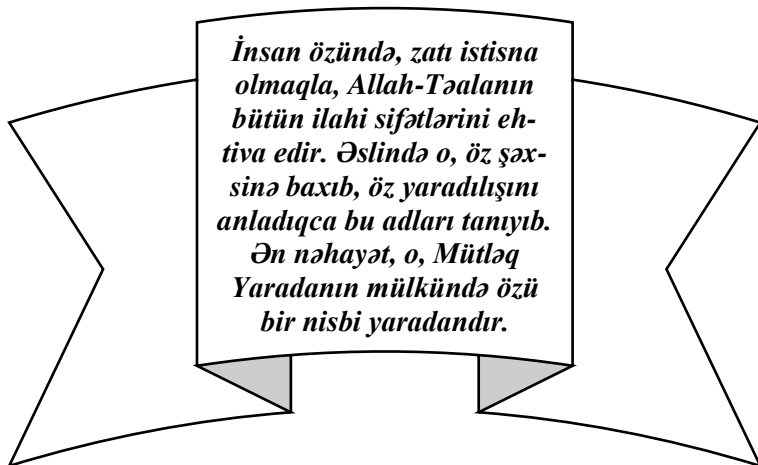 İnsan özündə, zatı istisna
olmaqla, Allah-Təalanın
bütün ilahi sifətlərini eh-
tiva edir. Əslində o, öz şəx-
sinə baxıb, öz yaradılışını
anladıqca bu adları tanıyıb.
Ən nəhayət, o, Mütləq
Yaradanın mülkündə özü
bir nisbi yaradandır.